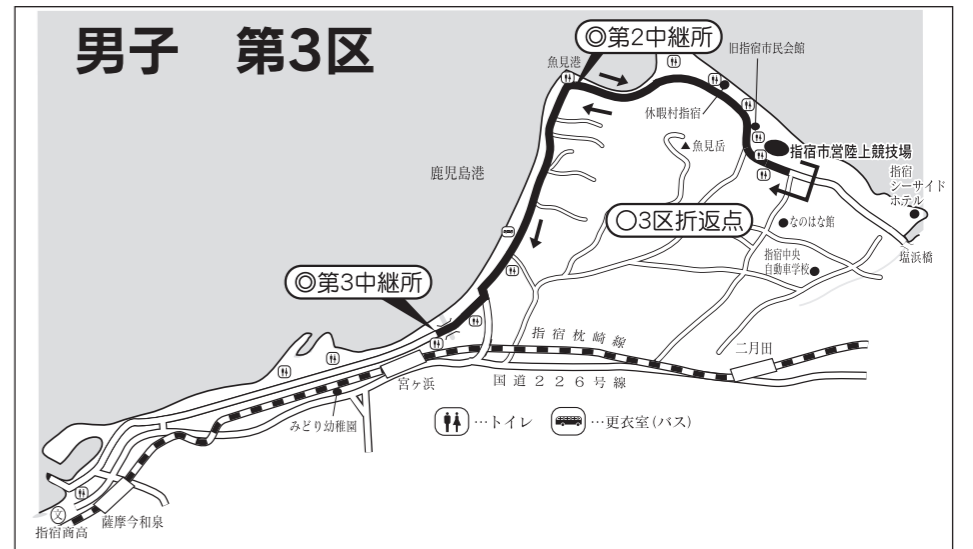 男子 第3区
◎第2中継所
旧指宿市民会館
魚見港
休暇村指宿
指宿市営陸上競技場
▲魚見岳
鹿児島港
指宿
シーサイド
ホテル
○3区折返点
なのはな館
塩浜橋
指宿中央
自動車学校
◎第3中継所
指宿枕崎線
二月田
宮ヶ浜
国道226号線
みどり幼稚園
…トイレ
…更衣室(バス)
文
薩摩今和泉
指宿商高